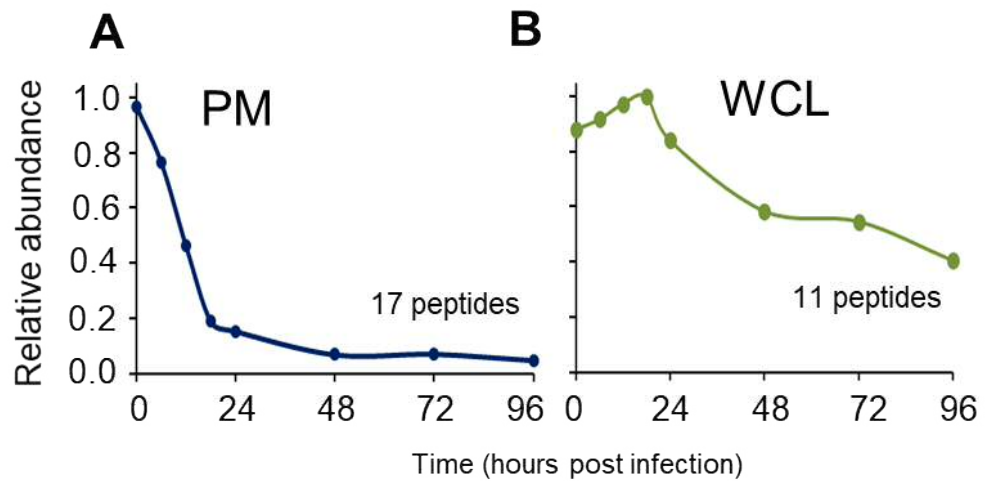 A
B
PM
WCL
Relative abundance
1.0
0.8
0.6
0.4
0.2
0.0
17 peptides
11 peptides
0 24 48 72 96
0 24 48 72 96
Time (hours post infection)